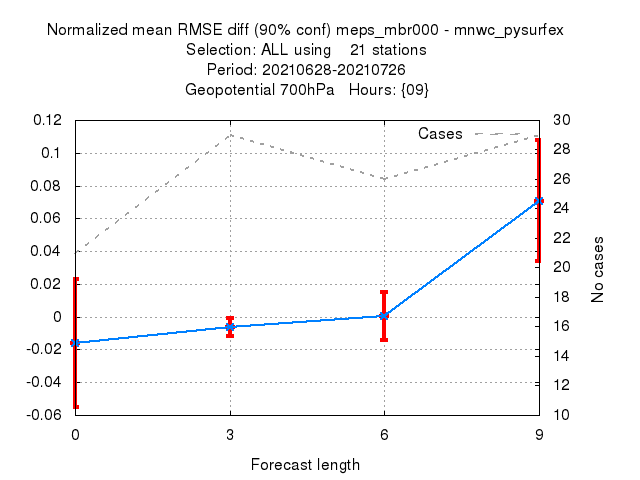 Normalized mean RMSE diff (90% conf) meps_mbr000 - mnwc_pysurfex
Selection: ALL using    21 stations
Period: 20210628-20210726
Geopotential 700hPa   Hours: {09}
Cases
0.12
0.1
0.08
0.06
0.04
0.02
0
-0.02
-0.04
-0.06
30
28
26
24
22
20
18
16
14
12
10
No cases
0 3 6 9
Forecast length